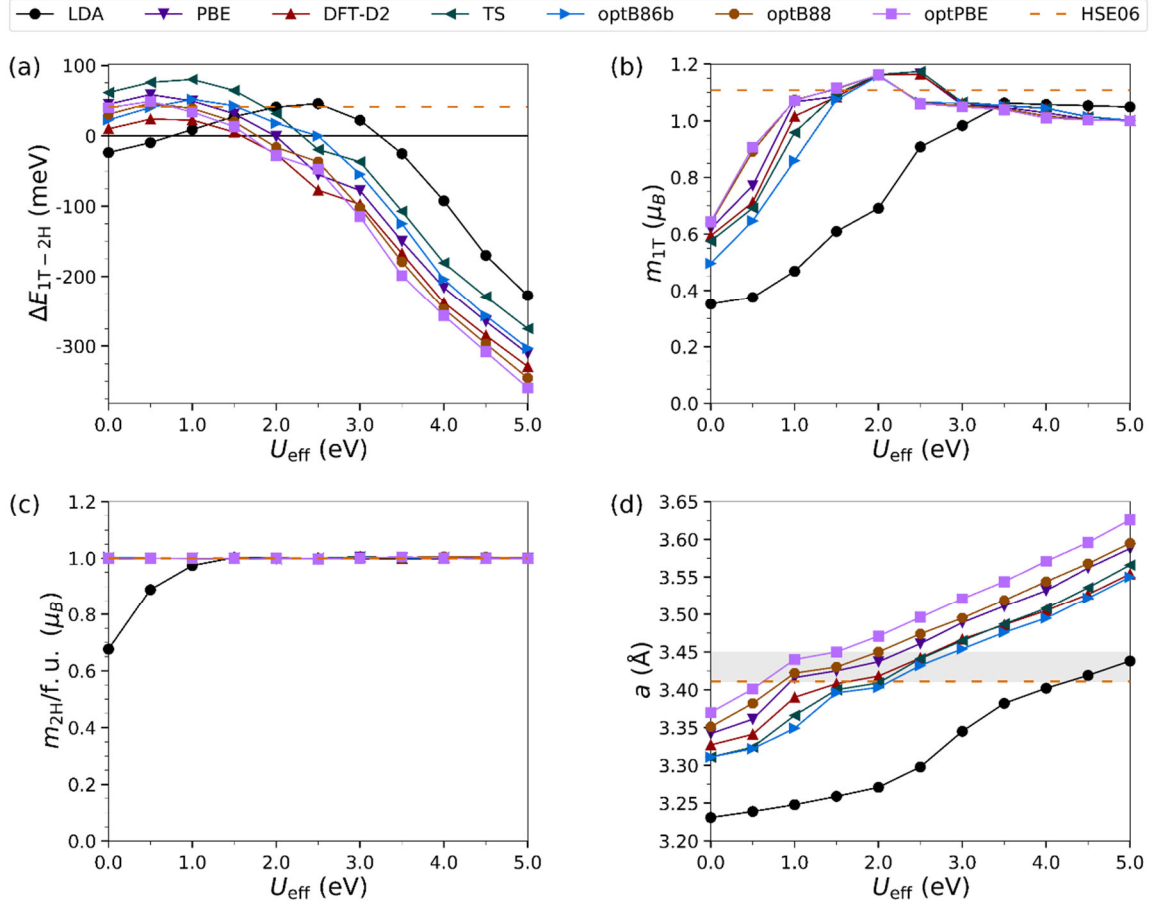 LDA PBE DFT-D2 TS optB86b optB88 optPBE HSE06
(a)
100
0
-100
-200
-300
ΔE1T − 2H (meV)
0.0 1.0 2.0 3.0 4.0 5.0
Ueff (eV)
(b)
1.2
1.0
0.8
0.6
0.4
0.2
0.0
m1T (μB)
0.0 1.0 2.0 3.0 4.0 5.0
Ueff (eV)
(c)
1.2
1.0
0.8
0.6
0.4
0.2
0.0
m2H/f. u. (μB)
0.0 1.0 2.0 3.0 4.0 5.0
Ueff (eV)
(d)
3.65
3.60
3.55
3.50
3.45
3.40
3.35
3.30
3.25
3.20
a (Å)
0.0 1.0 2.0 3.0 4.0 5.0
Ueff (eV)